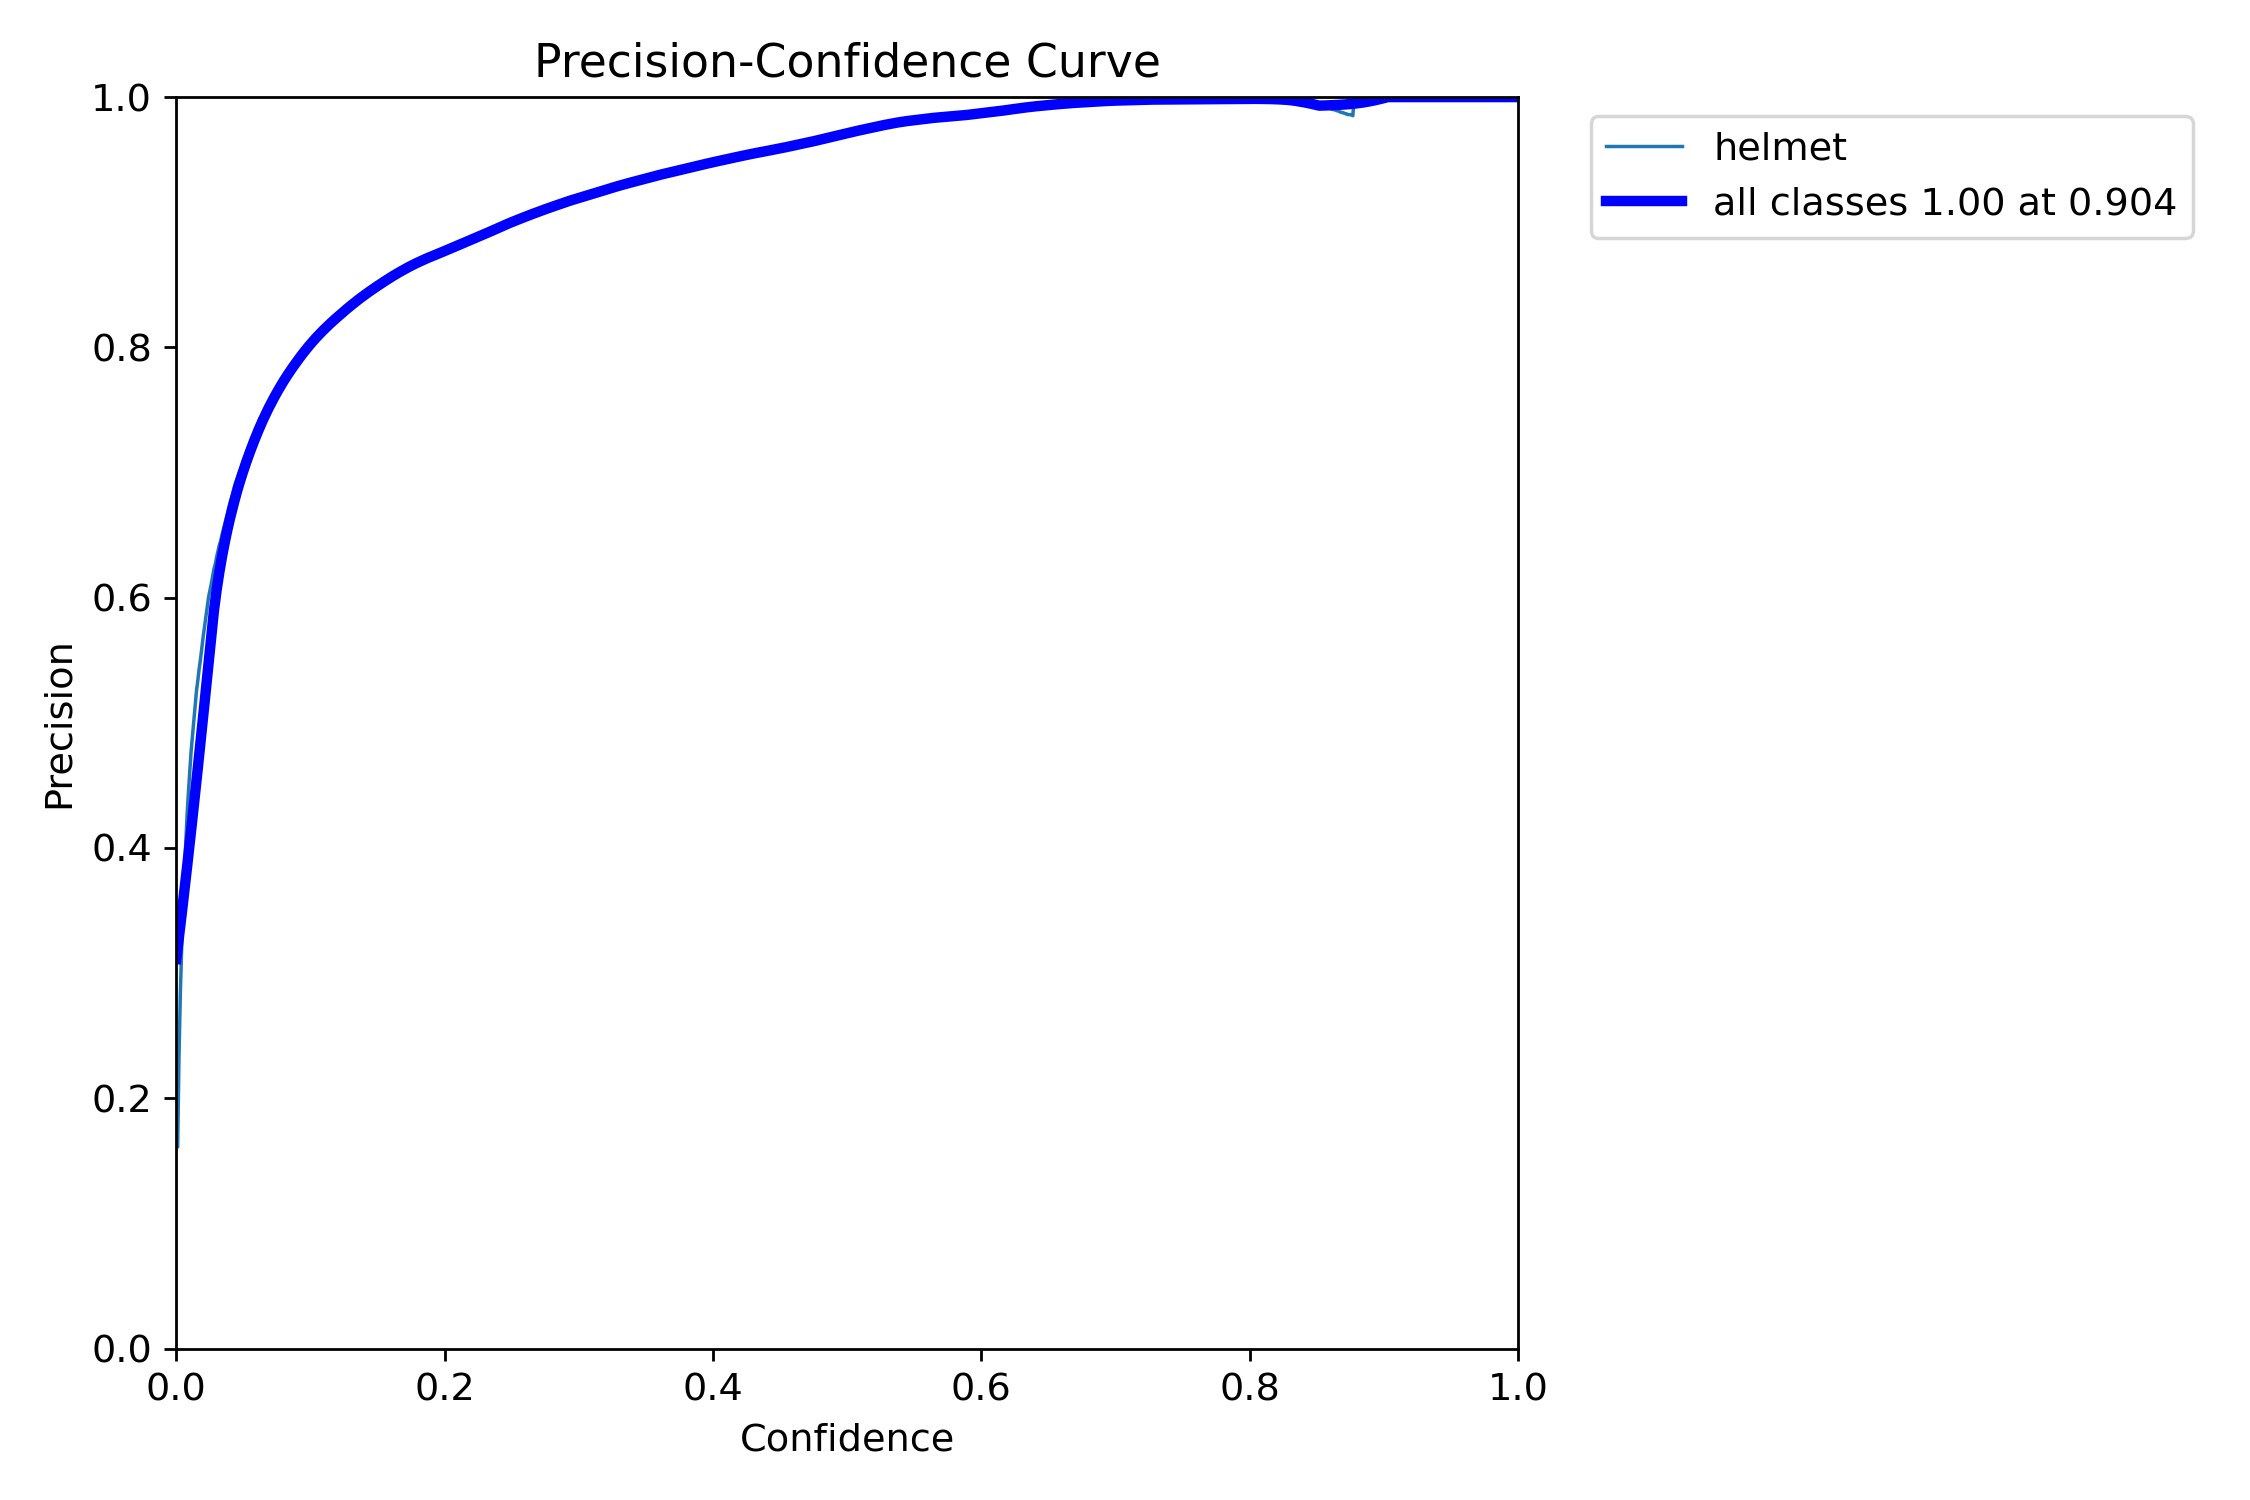 Precision-Confidence Curve
1.0
0.8
0.6
0.4
0.2
0.0
Precision
0.0 0.2 0.4 0.6 0.8 1.0
Confidence
helmet
all classes 1.00 at 0.904